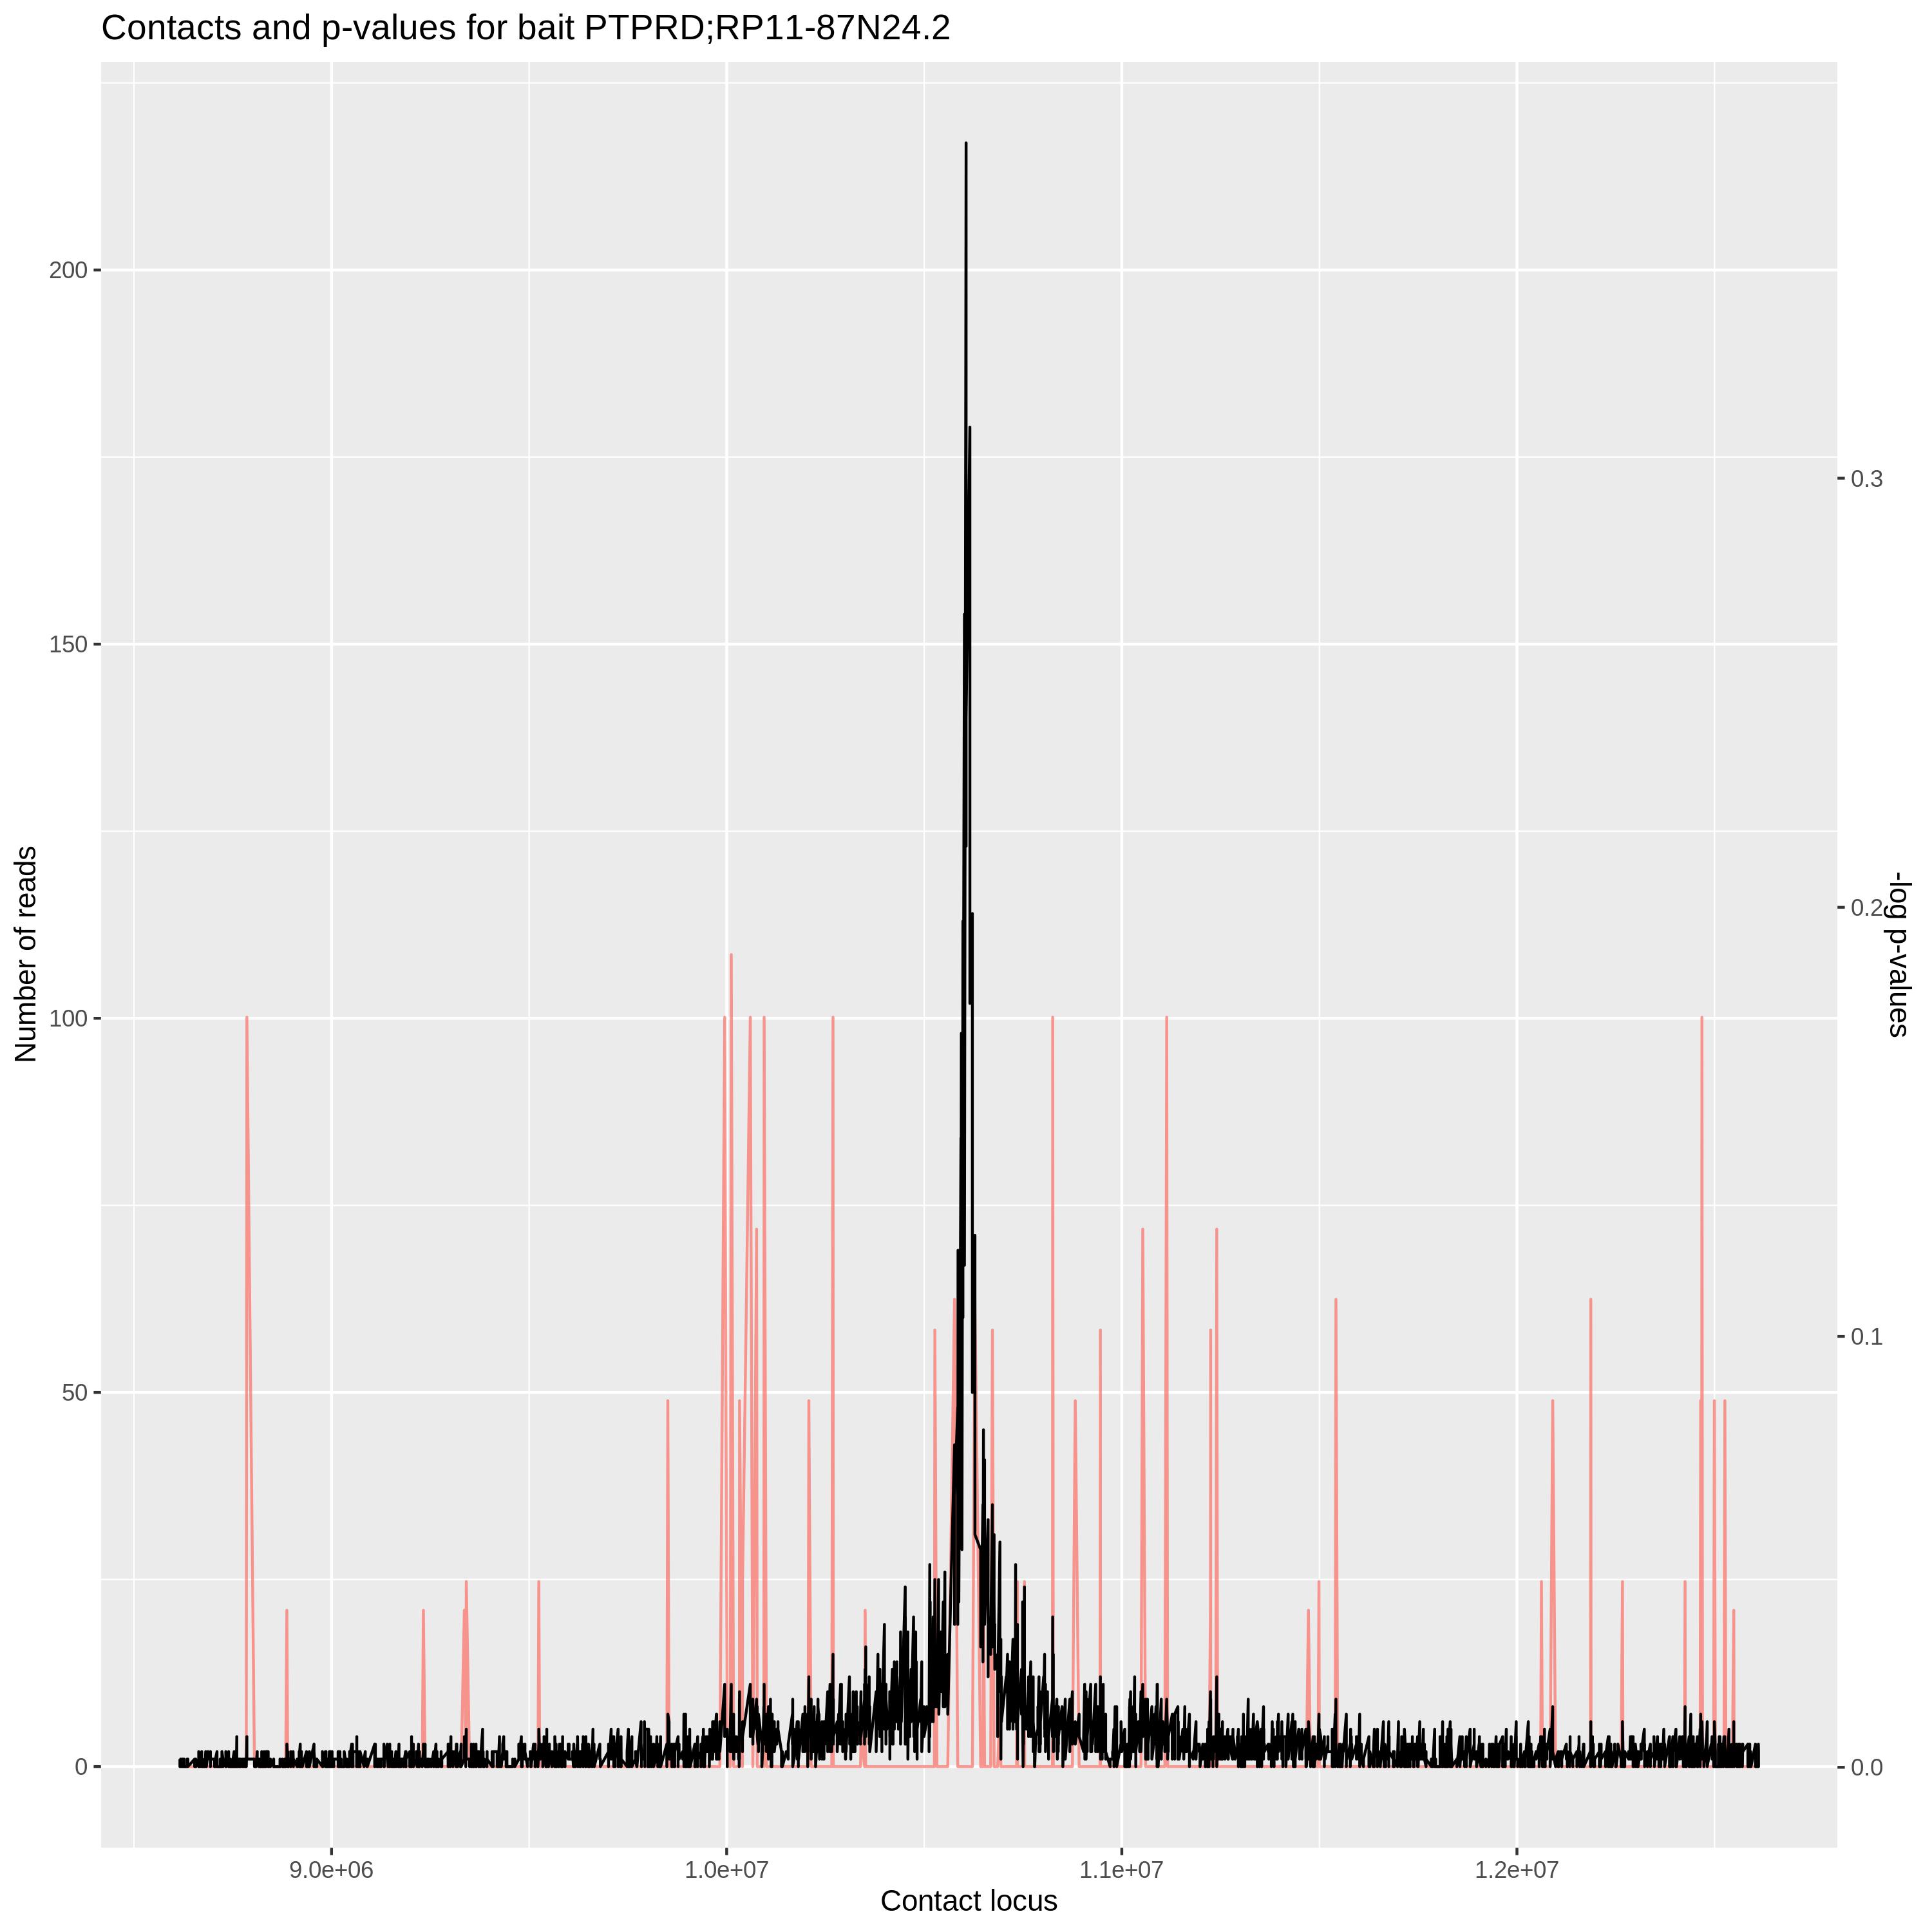 Contacts and p-values for bait PTPRD;RP11-87N24.2
Number of reads
200
150
100
50
0
0.3
0.2
0.1
0.0
-log p-values
9.0e+06 1.0e+07 1.1e+07 1.2e+07
Contact locus